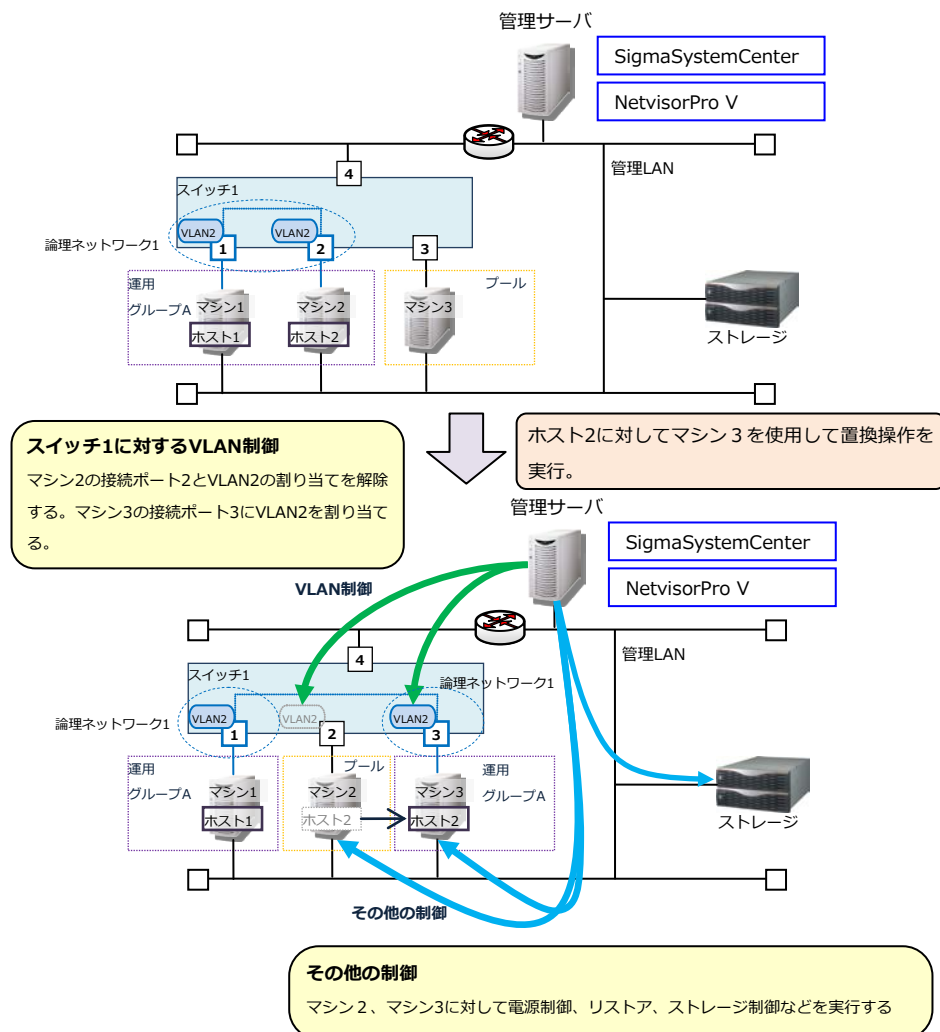 管理サーバ
SigmaSystemCenter
NetvisorPro V
管理LAN
4
スイッチ1
VLAN2
VLAN2
1
2
3
論理ネットワーク1
運用
グループA
プール
マシン1
マシン2
マシン3
ホスト1
ホスト2
ストレージ
スイッチ1に対するVLAN制御
マシン2の接続ポート2とVLAN2の割り当てを解除
する。マシン3の接続ポート3にVLAN2を割り当て
る。
ホスト2に対してマシン３を使用して置換操作を
実行。
管理サーバ
SigmaSystemCenter
NetvisorPro V
VLAN制御
管理LAN
4
スイッチ1
論理ネットワーク1
VLAN2
VLAN2
VLAN2
論理ネットワーク1
1
2
3
運用
グループA
プール
運用
グループA
マシン1
マシン2
マシン3
ホスト1
ホスト2
ホスト2
ストレージ
その他の制御
その他の制御
マシン２、マシン3に対して電源制御、リストア、ストレージ制御などを実行する